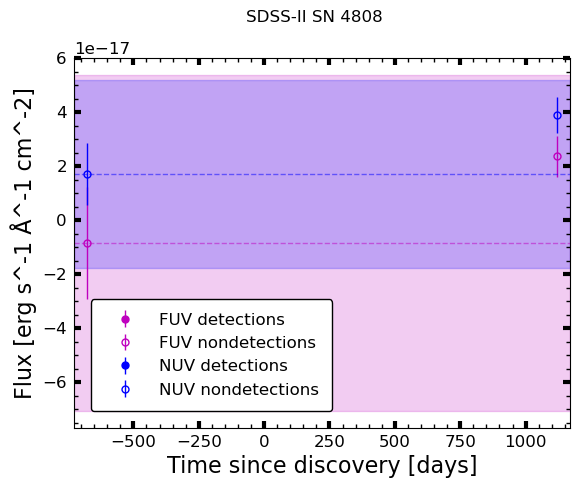 SDSS-II SN 4808
1e−17
6
4
2
0
−2
−4
−6
Flux [erg s^-1 Å^-1 cm^-2]
FUV detections
FUV nondetections
NUV detections
NUV nondetections
−500 −250 0 250 500 750 1000
Time since discovery [days]